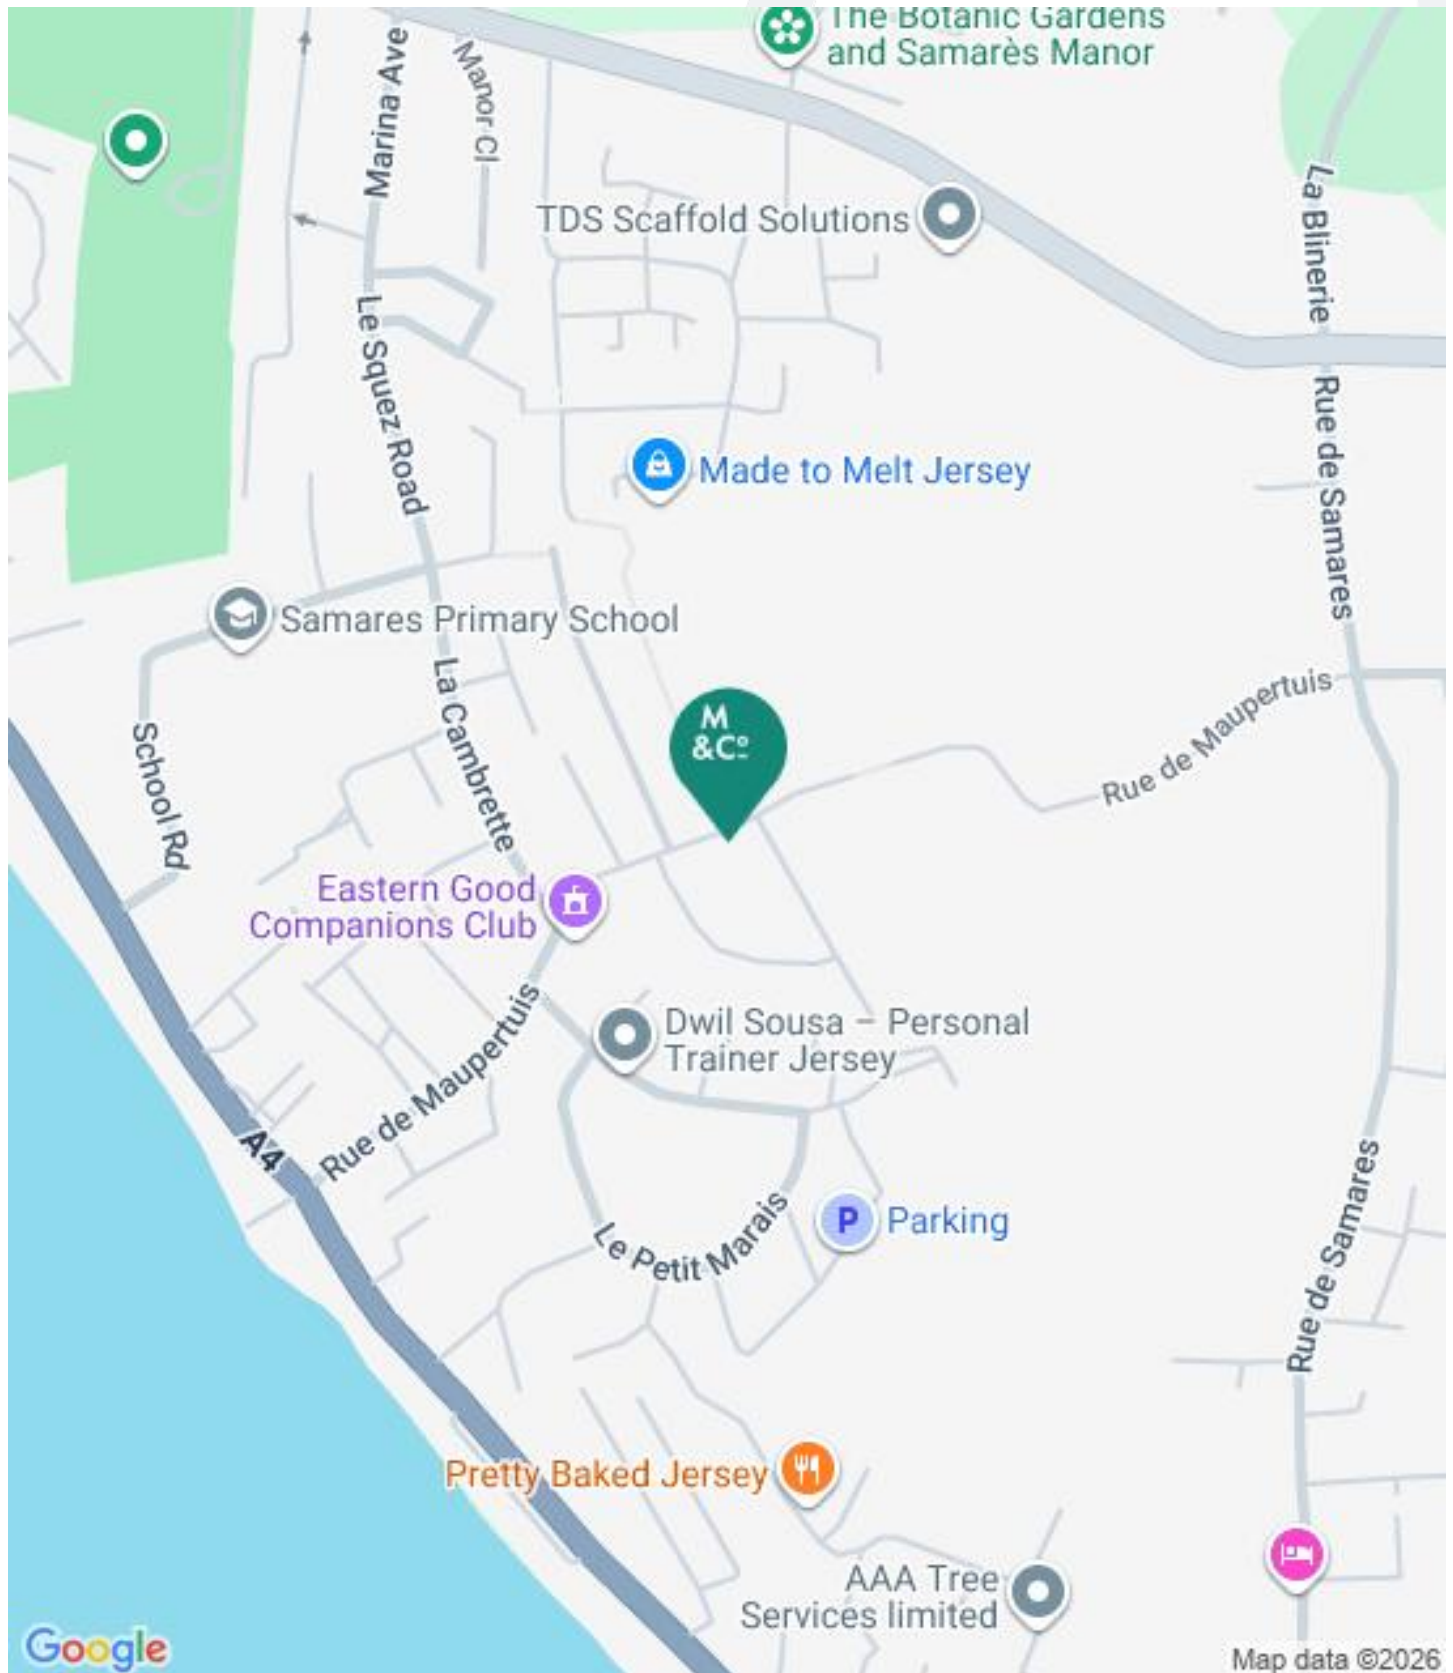 The Botanic Gardens
and Samarès Manor
Marina Ave
Manor Cl
TDS Scaffold Solutions
La Blinerie
Le Squez Road
Rue de Samares
Made to Melt Jersey
Samares Primary School
La Cambrette
M
&Cº
Rue de Maupertuis
School Rd
Eastern Good
Companions Club
Dwil Sousa – Personal
Trainer Jersey
Rue de Maupertuis
A4
Le Petit Marais
Parking
Rue de Samares
Pretty Baked Jersey
AAA Tree
Services limited
Google
Map data ©2026